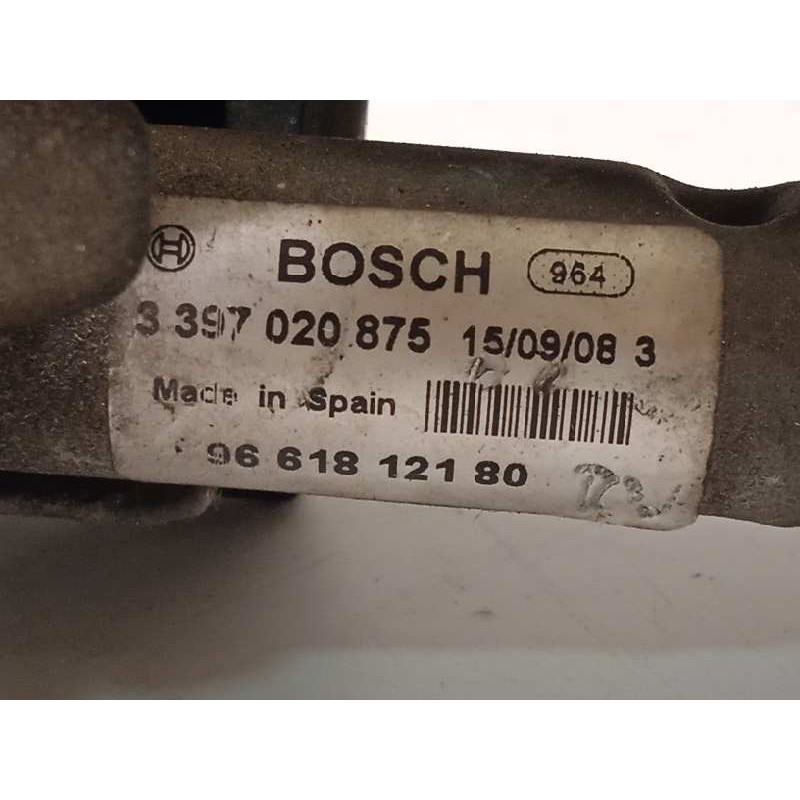 BOSCH 964
3 397 020 875 15/09/08 3
Made in Spain
96 618 121 80